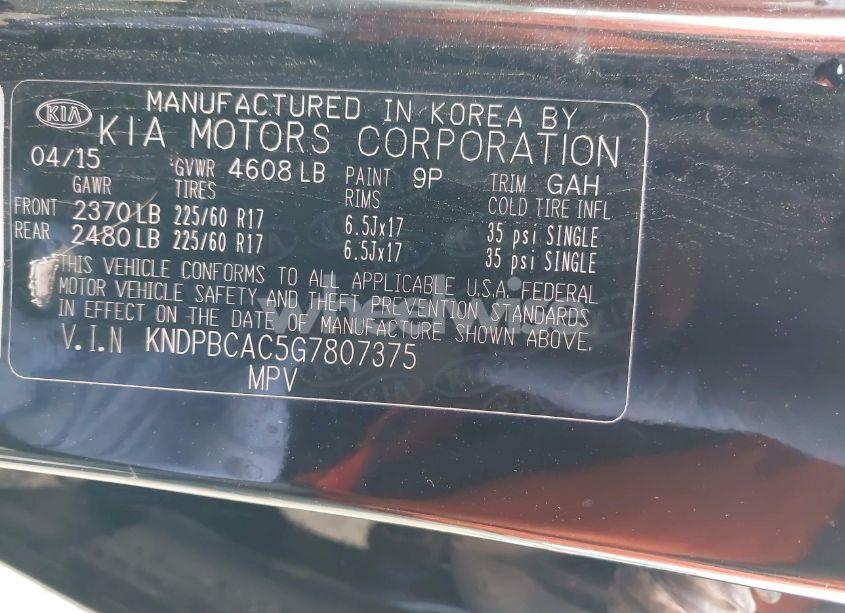 KIA MANUFACTURED IN KOREA BY
KIA MOTORS CORPORATION
04/15 GVWR 4608 LB PAINT 9P TRIM GAH
GAWR TIRES RIMS COLD TIRE INFL
FRONT 2370 LB 225/60 R17 6.5Jx17 35 psi SINGLE
REAR 2480 LB 225/60 R17 6.5Jx17 35 psi SINGLE
THIS VEHICLE CONFORMS TO ALL APPLICABLE U.S.A. FEDERAL
MOTOR VEHICLE SAFETY AND THEFT PREVENTION STANDARDS
IN EFFECT ON THE DATE OF MANUFACTURE SHOWN ABOVE.
wheelwise
V.I.N KNDPBCAC5G7807375
MPV